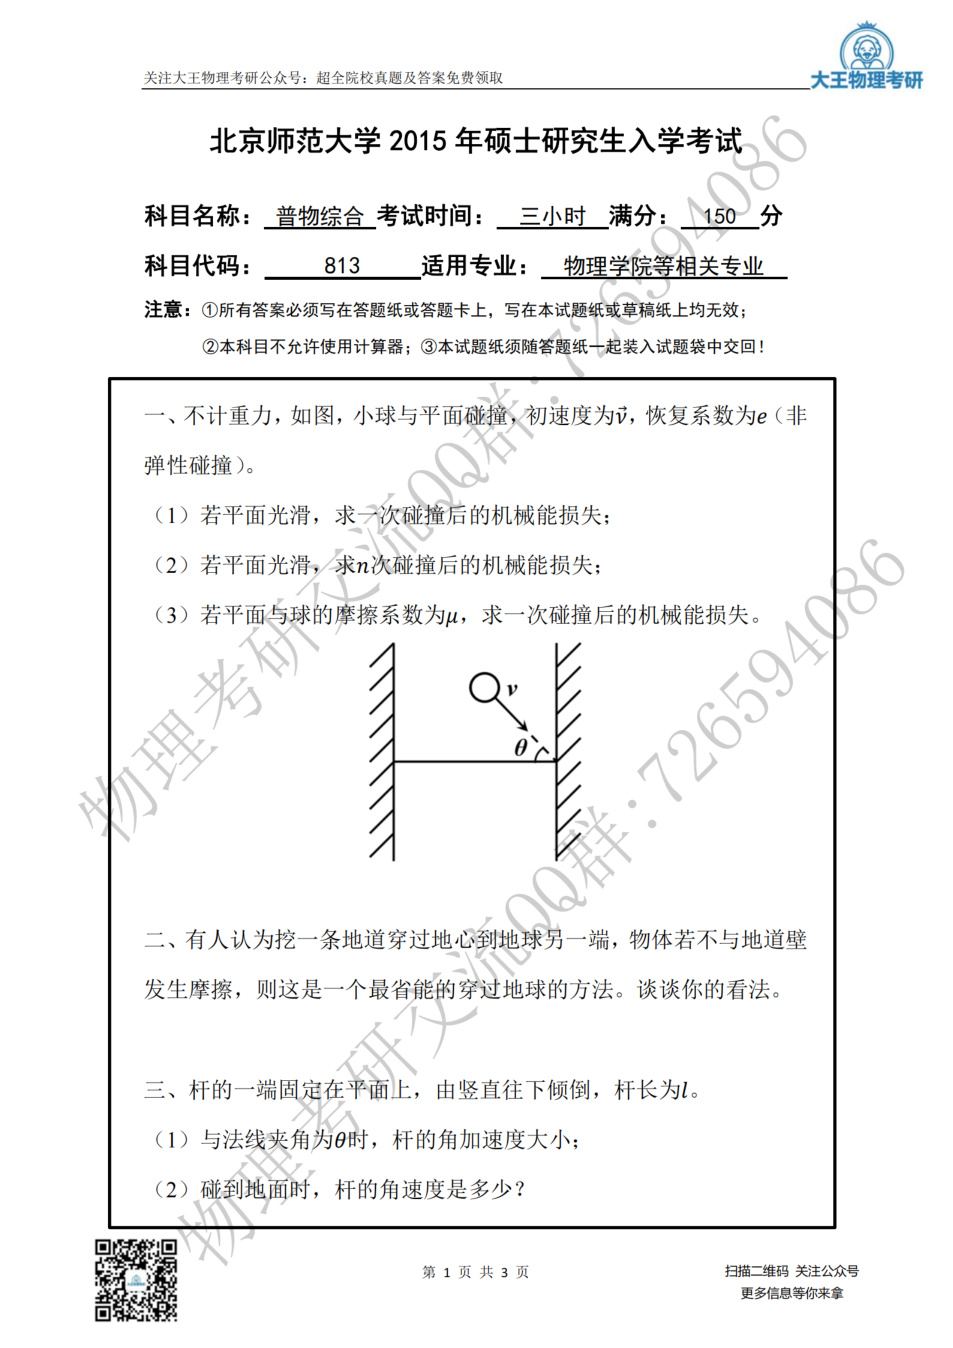 关注大王物理考研公众号：超全院校真题及答案免费领取
大王物理考研
北京师范大学 2015 年硕士研究生入学考试
科目名称： 普物综合 考试时间： 三小时 满分： 150 分
科目代码： 813 适用专业： 物理学院等相关专业
注意：①所有答案必须写在答题纸或答题卡上，写在本试题纸或草稿纸上均无效；
②本科目不允许使用计算器；③本试题纸须随答题纸一起装入试题袋中交回！
一、不计重力，如图，小球与平面碰撞，初速度为v⃗，恢复系数为e（非
弹性碰撞）。
（1）若平面光滑，求一次碰撞后的机械能损失；
（2）若平面光滑，求n次碰撞后的机械能损失；
（3）若平面与球的摩擦系数为μ，求一次碰撞后的机械能损失。
v
θ
二、有人认为挖一条地道穿过地心到地球另一端，物体若不与地道壁
发生摩擦，则这是一个最省能的穿过地球的方法。谈谈你的看法。
三、杆的一端固定在平面上，由竖直往下倾倒，杆长为l。
（1）与法线夹角为θ时，杆的角加速度大小；
（2）碰到地面时，杆的角速度是多少？
物理考研交流QQ群：726594086
物理考研交流QQ群：726594086
大王物理考研
第 1 页 共 3 页
扫描二维码 关注公众号
更多信息等你来拿